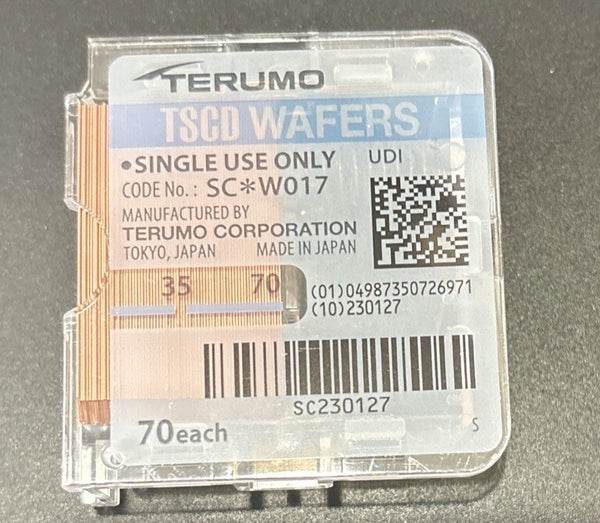 TERUMO
TSCD WAFERS
•SINGLE USE ONLY
UDI
CODE No.: SC*W017
MANUFACTURED BY
TERUMO CORPORATION
TOKYO, JAPAN MADE IN JAPAN
35 70
(01)04987350726971
(10)230127
SC230127
70each
S